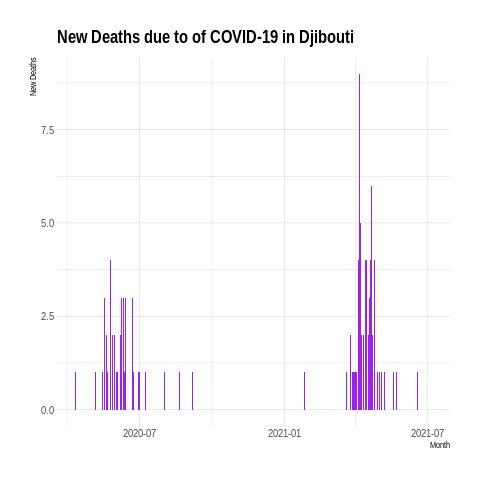 New Deaths due to of COVID-19 in Djibouti
New Deaths
7.5
5.0
2.5
0.0
2020-07 2021-01 2021-07
Month